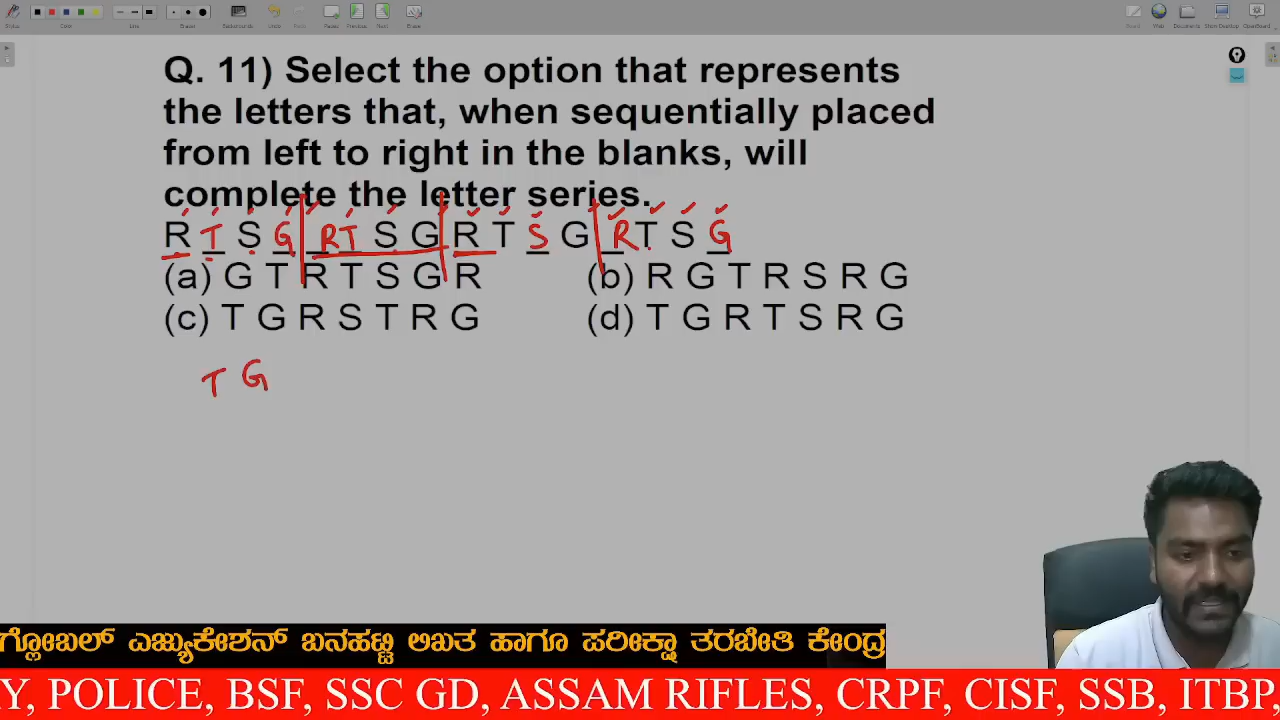 Q. 11) Select the option that represents
the letters that, when sequentially placed
from left to right in the blanks, will
complete the letter series.
R T S G R T S G R T S G R T S G
(a) G T R T S G R (b) R G T R S R G
(c) T G R S T R G (d) T G R T S R G
T G
ಗ್ಲೋಬಲ್ ಎಜ್ಯುಕೇಶನ್ ಬನಹಟ್ಟಿ ಲಿಖಿತ ಹಾಗೂ ಪರೀಕ್ಷಾ ತರಬೇತಿ ಕೇಂದ್ರ
Y, POLICE, BSF, SSC GD, ASSAM RIFLES, CRPF, CISF, SSB, ITBP,